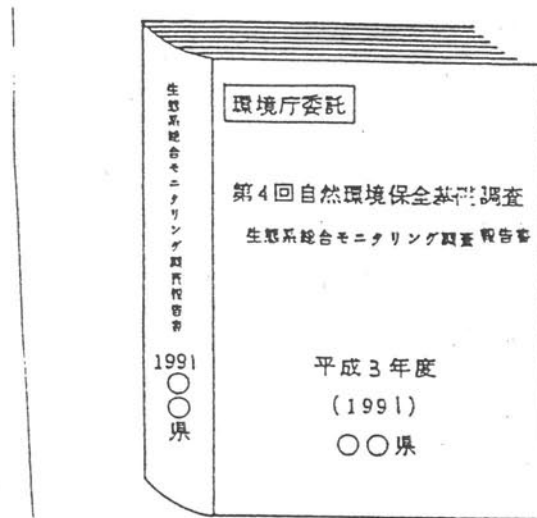 生態系総合モニタリング調査報告書
1991
○○県
環境庁委託
第4回自然環境保全基礎調査
生態系総合モニタリング調査報告書
平成3年度
(1991)
○○県